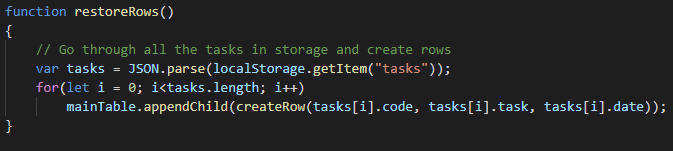 function restoreRows()
{
    // Go through all the tasks in storage and create rows
    var tasks = JSON.parse(localStorage.getItem("tasks"));
    for(let i = 0; i<tasks.length; i++)
        mainTable.appendChild(createRow(tasks[i].code, tasks[i].task, tasks[i].date));
}